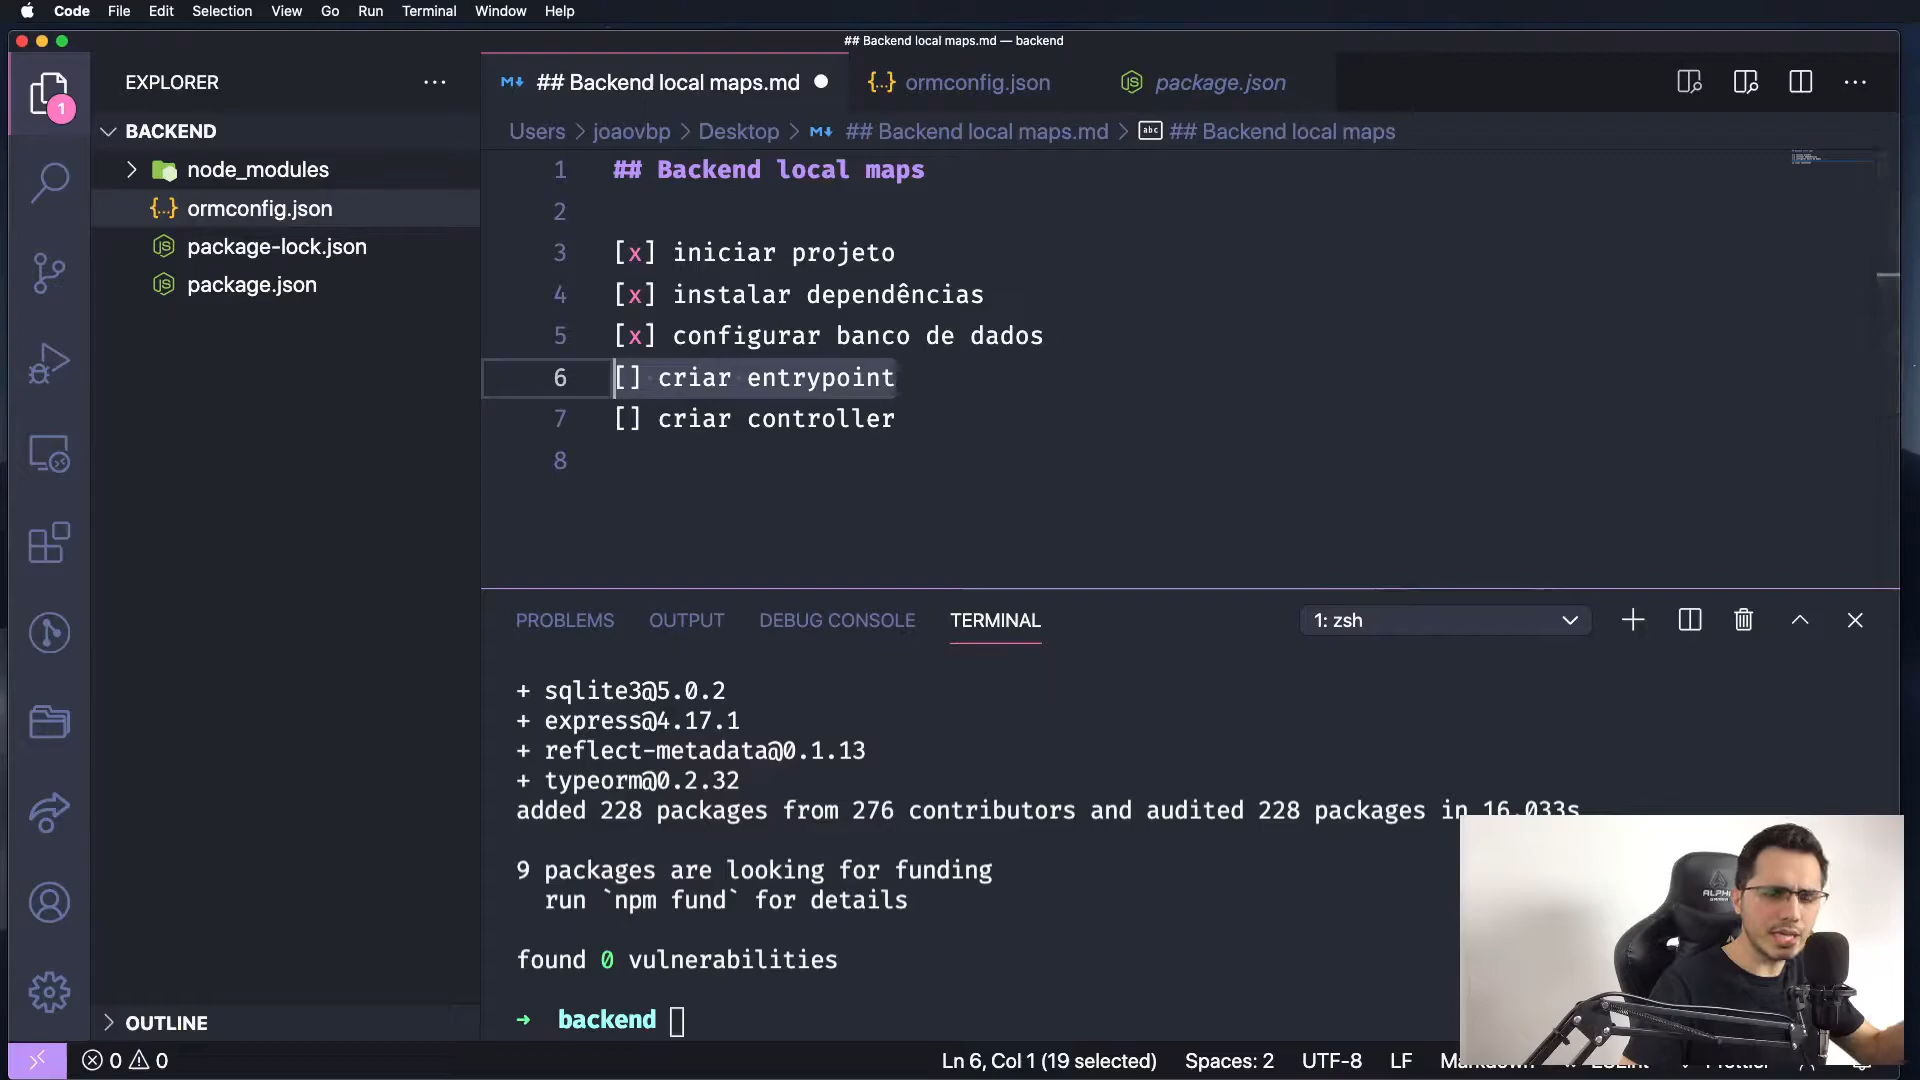 Code File Edit Selection View Go Run Terminal Window Help
## Backend local maps.md — backend
EXPLORER
BACKEND
node_modules
ormconfig.json
package-lock.json
package.json
OUTLINE
1
## Backend local maps.md
ormconfig.json
package.json
Users > joaovbp > Desktop > ## Backend local maps.md > abc ## Backend local maps
1 ## Backend local maps
2
3 [x] iniciar projeto
4 [x] instalar dependências
5 [x] configurar banco de dados
6 [] criar entrypoint
7 [] criar controller
8
PROBLEMS OUTPUT DEBUG CONSOLE TERMINAL 1: zsh
+ sqlite3@5.0.2
+ express@4.17.1
+ reflect-metadata@0.1.13
+ typeorm@0.2.32
added 228 packages from 276 contributors and audited 228 packages in 16.033s
9 packages are looking for funding
run `npm fund` for details
found 0 vulnerabilities
→ backend
ALPHA
GAMER
0 0 Ln 6, Col 1 (19 selected) Spaces: 2 UTF-8 LF